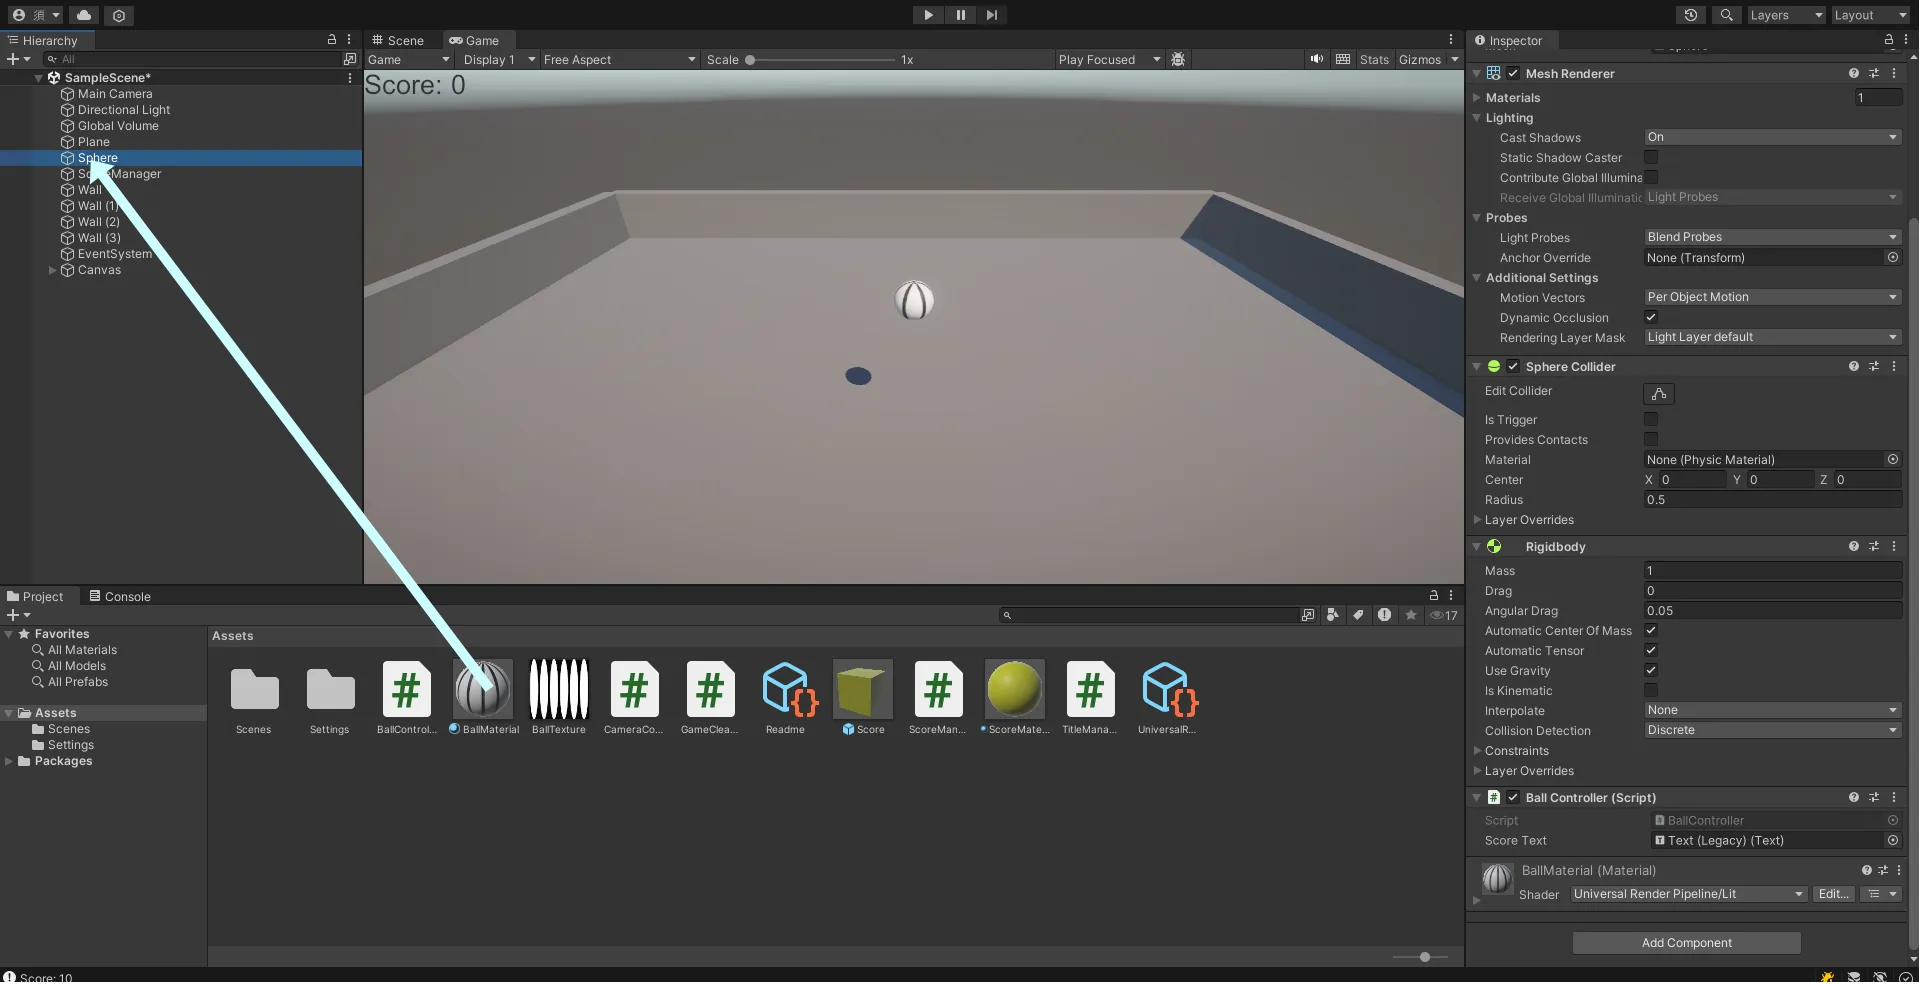 須
Layers
Layout
Hierarchy
Scene
Game
Inspector
All
Game
Display 1
Free Aspect
Scale
1x
Play Focused
Stats
Gizmos
SampleScene*
Main Camera
Directional Light
Global Volume
Plane
Sphere
Wall
Wall (1)
Wall (2)
Wall (3)
EventSystem
Canvas
Score: 0
Mesh Renderer
Materials
1
Lighting
Cast Shadows
On
Static Shadow Caster
Contribute Global Illumina
Receive Global Illuminatic
Light Probes
Probes
Light Probes
Blend Probes
Anchor Override
None (Transform)
Additional Settings
Motion Vectors
Per Object Motion
Dynamic Occlusion
Rendering Layer Mask
Light Layer default
Sphere Collider
Edit Collider
Is Trigger
Provides Contacts
Material
None (Physic Material)
Center
X 0 Y 0 Z 0
Radius
0.5
Layer Overrides
Rigidbody
Mass
1
Drag
0
Angular Drag
0.05
Automatic Center Of Mass
Automatic Tensor
Use Gravity
Is Kinematic
Interpolate
None
Collision Detection
Discrete
Constraints
Layer Overrides
Ball Controller (Script)
Script
BallController
Score Text
Text (Legacy) (Text)
BallMaterial (Material)
Shader
Universal Render Pipeline/Lit
Edit...
Add Component
Project
Console
17
Favorites
All Materials
All Models
All Prefabs
Assets
Scenes
Settings
Packages
Assets
Scenes
Settings
BallControl...
BallMaterial
BallTexture
CameraCo...
GameClea...
Readme
Score
ScoreMan...
ScoreMate...
TitleMana...
UniversalR...
Score: 10